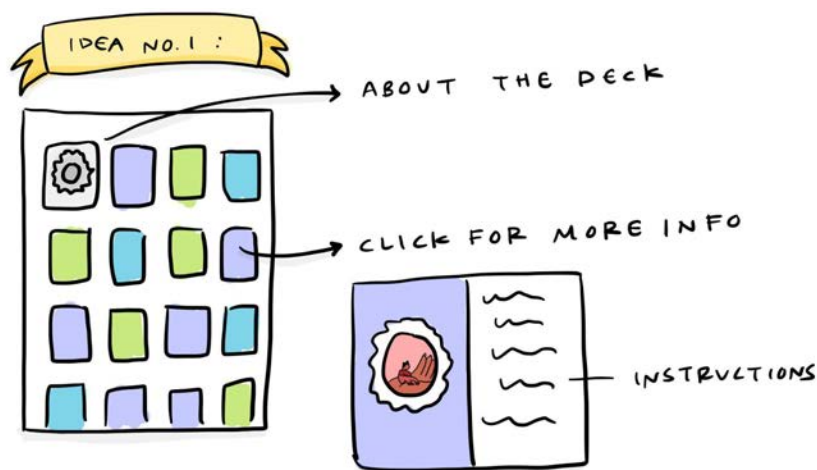 IDEA NO.1 :
ABOUT THE DECK
CLICK FOR MORE INFO
INSTRUCTIONS